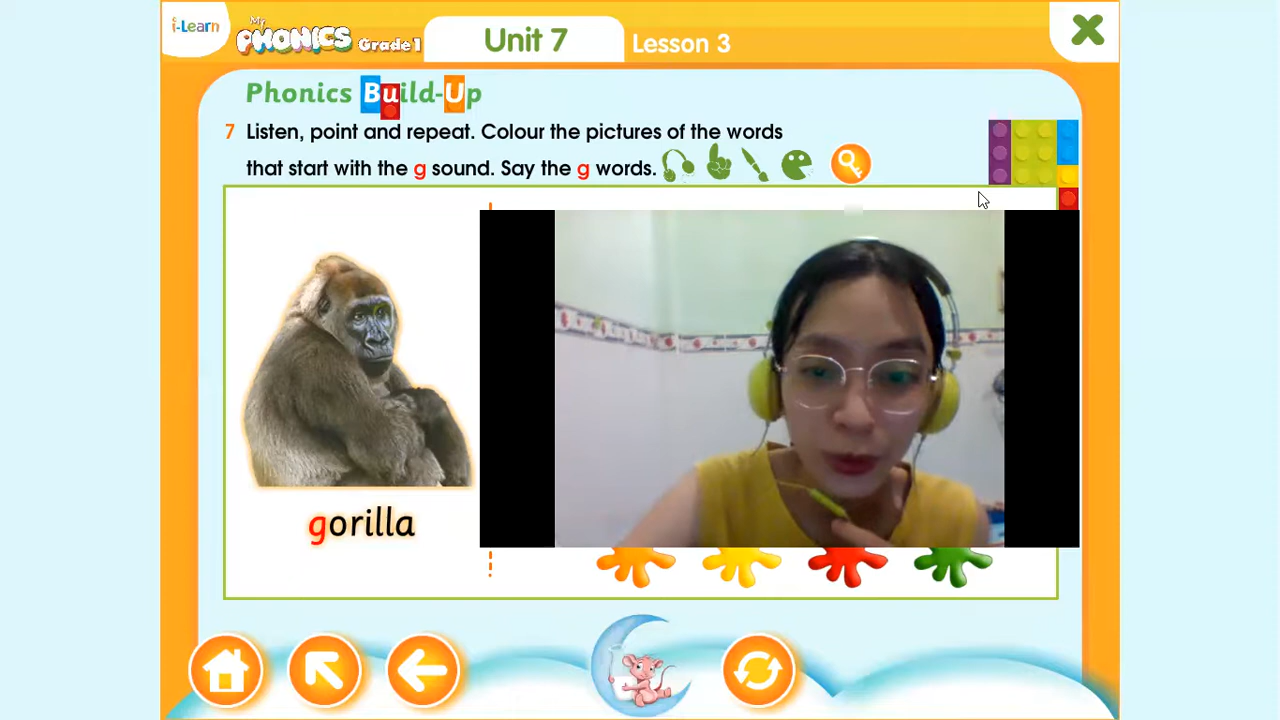 i-Learn
My
PHONICS Grade 1
Unit 7
Lesson 3
Phonics Build-Up
7 Listen, point and repeat. Colour the pictures of the words
that start with the g sound. Say the g words.
gorilla